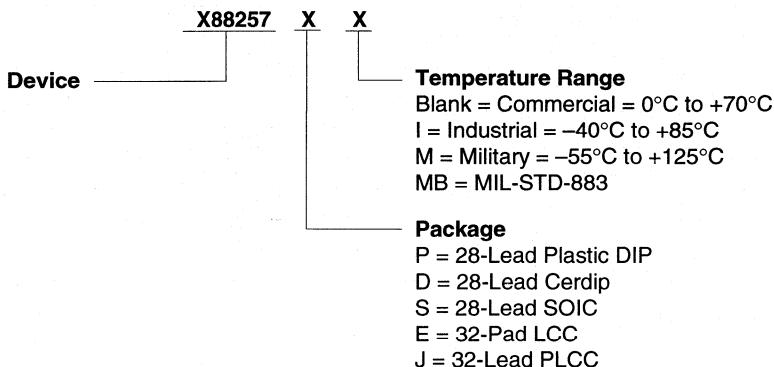 X88257 X X
Device
Temperature Range
Blank = Commercial = 0°C to +70°C
I = Industrial = –40°C to +85°C
M = Military = –55°C to +125°C
MB = MIL-STD-883
Package
P = 28-Lead Plastic DIP
D = 28-Lead Cerdip
S = 28-Lead SOIC
E = 32-Pad LCC
J = 32-Lead PLCC